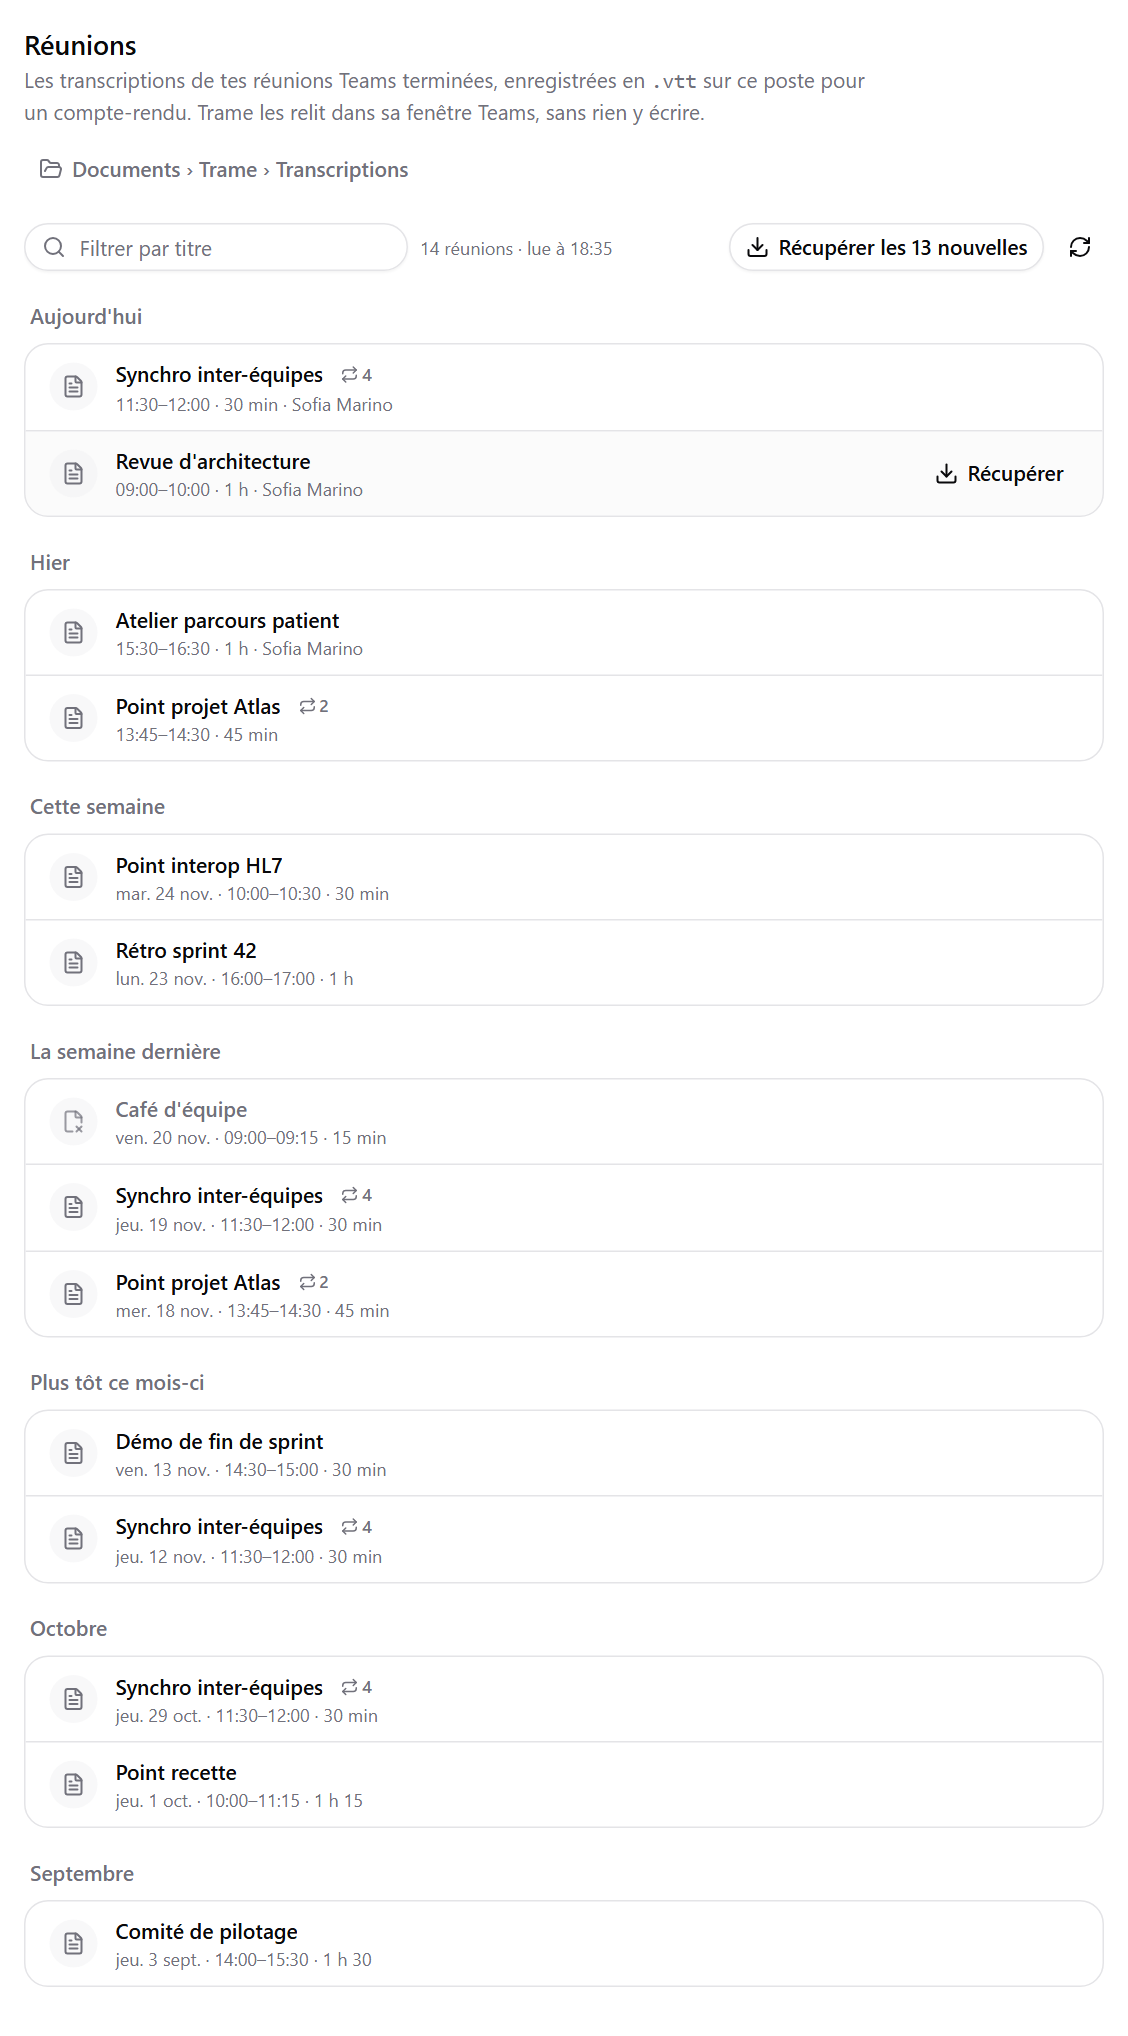 Réunions
Les transcriptions de tes réunions Teams terminées, enregistrées en .vtt sur ce poste pour
un compte-rendu. Trame les relit dans sa fenêtre Teams, sans rien y écrire.
Documents › Trame › Transcriptions
Filtrer par titre
14 réunions · lue à 18:35
Récupérer les 13 nouvelles
Aujourd'hui
Synchro inter-équipes 4
11:30–12:00 · 30 min · Sofia Marino
Revue d'architecture
09:00–10:00 · 1 h · Sofia Marino
Récupérer
Hier
Atelier parcours patient
15:30–16:30 · 1 h · Sofia Marino
Point projet Atlas 2
13:45–14:30 · 45 min
Cette semaine
Point interop HL7
mar. 24 nov. · 10:00–10:30 · 30 min
Rétro sprint 42
lun. 23 nov. · 16:00–17:00 · 1 h
La semaine dernière
Café d'équipe
ven. 20 nov. · 09:00–09:15 · 15 min
Synchro inter-équipes 4
jeu. 19 nov. · 11:30–12:00 · 30 min
Point projet Atlas 2
mer. 18 nov. · 13:45–14:30 · 45 min
Plus tôt ce mois-ci
Démo de fin de sprint
ven. 13 nov. · 14:30–15:00 · 30 min
Synchro inter-équipes 4
jeu. 12 nov. · 11:30–12:00 · 30 min
Octobre
Synchro inter-équipes 4
jeu. 29 oct. · 11:30–12:00 · 30 min
Point recette
jeu. 1 oct. · 10:00–11:15 · 1 h 15
Septembre
Comité de pilotage
jeu. 3 sept. · 14:00–15:30 · 1 h 30